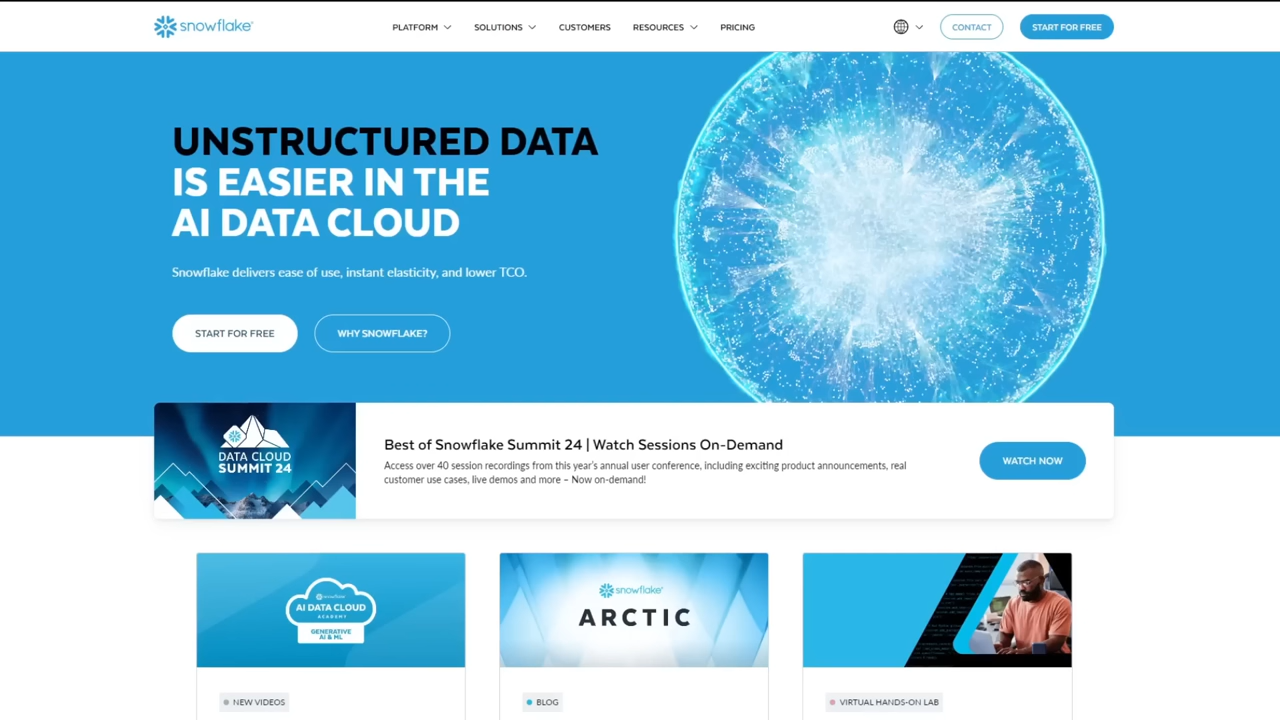 snowflake
PLATFORM
SOLUTIONS
CUSTOMERS
RESOURCES
PRICING
CONTACT
START FOR FREE
UNSTRUCTURED DATA
IS EASIER IN THE
AI DATA CLOUD
Snowflake delivers ease of use, instant elasticity, and lower TCO.
START FOR FREE
WHY SNOWFLAKE?
DATA CLOUD
SUMMIT 24
Best of Snowflake Summit 24 | Watch Sessions On-Demand
Access over 40 session recordings from this year's annual user conference, including exciting product announcements, real
customer use cases, live demos and more – Now on-demand!
WATCH NOW
snowflake
AI DATA CLOUD
ACADEMY
GENERATIVE
AI & ML
NEW VIDEOS
snowflake
ARCTIC
BLOG
VIRTUAL HANDS-ON LAB